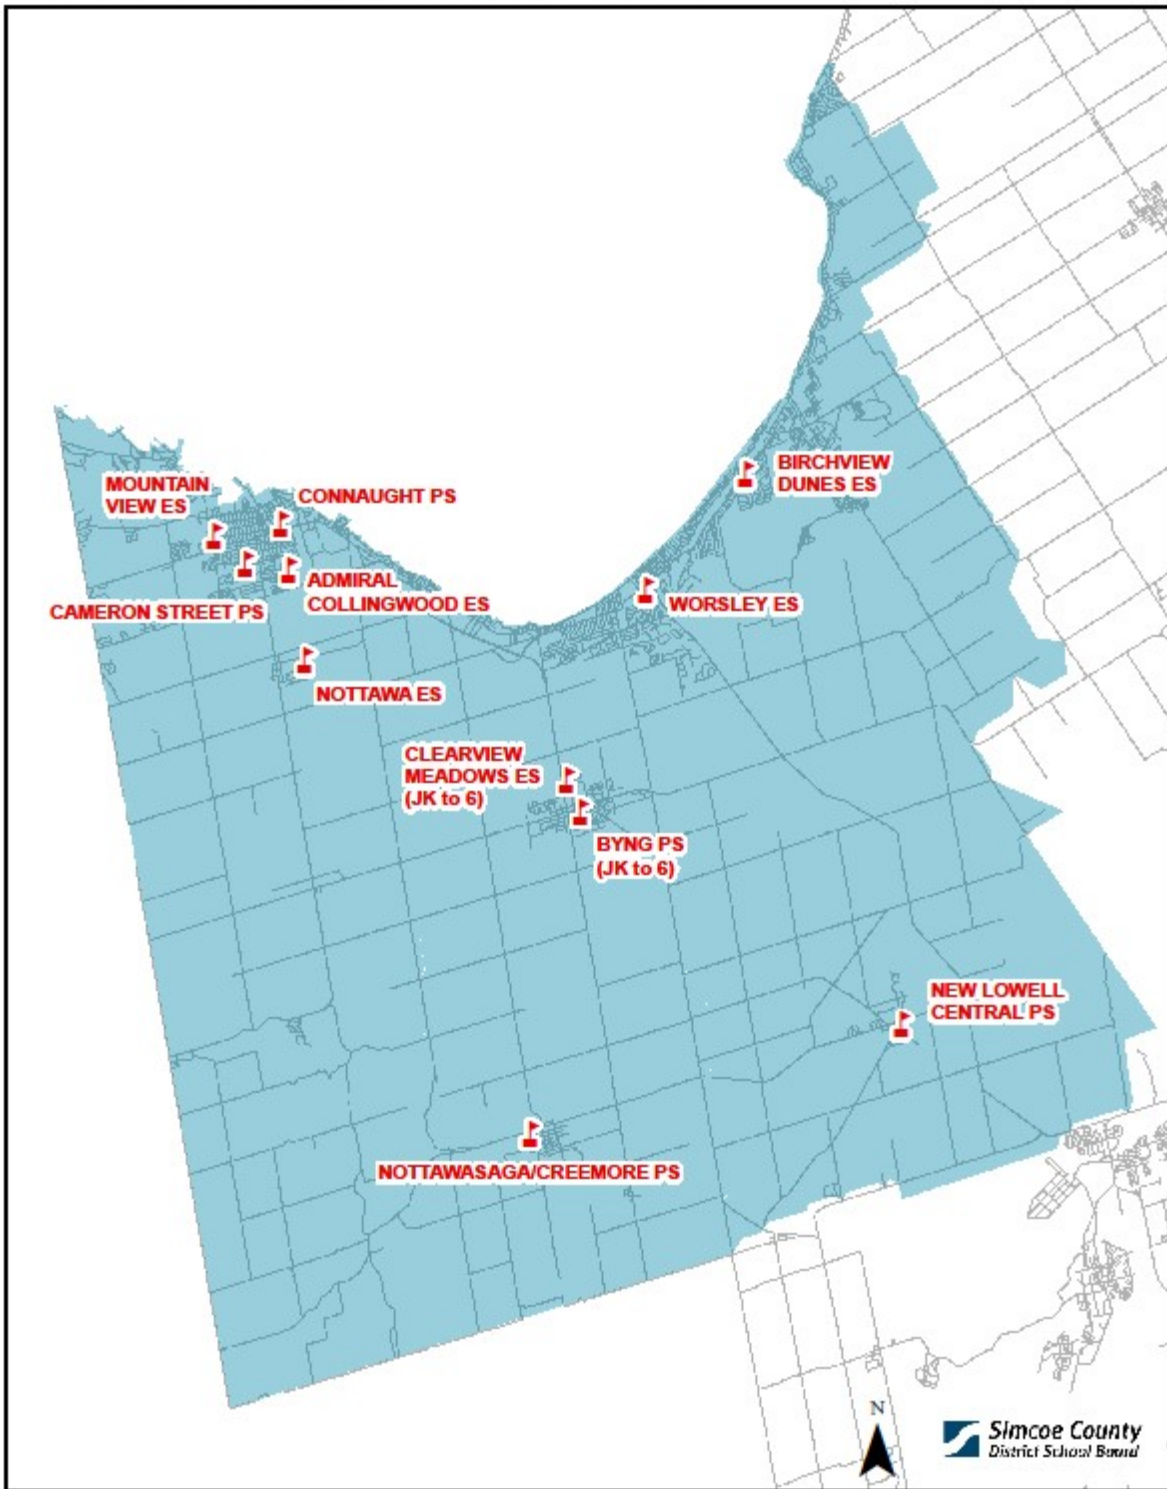 MOUNTAIN
VIEW ES
CONNAUGHT PS
BIRCHVIEW
DUNES ES
ADMIRAL
COLLINGWOOD ES
CAMERON STREET PS
WORSLEY ES
NOTTAWA ES
CLEARVIEW
MEADOWS ES
(JK to 6)
BYNG PS
(JK to 6)
NEW LOWELL
CENTRAL PS
NOTTAWASAGA/CREEMORE PS
N
Simcoe County
District School Board